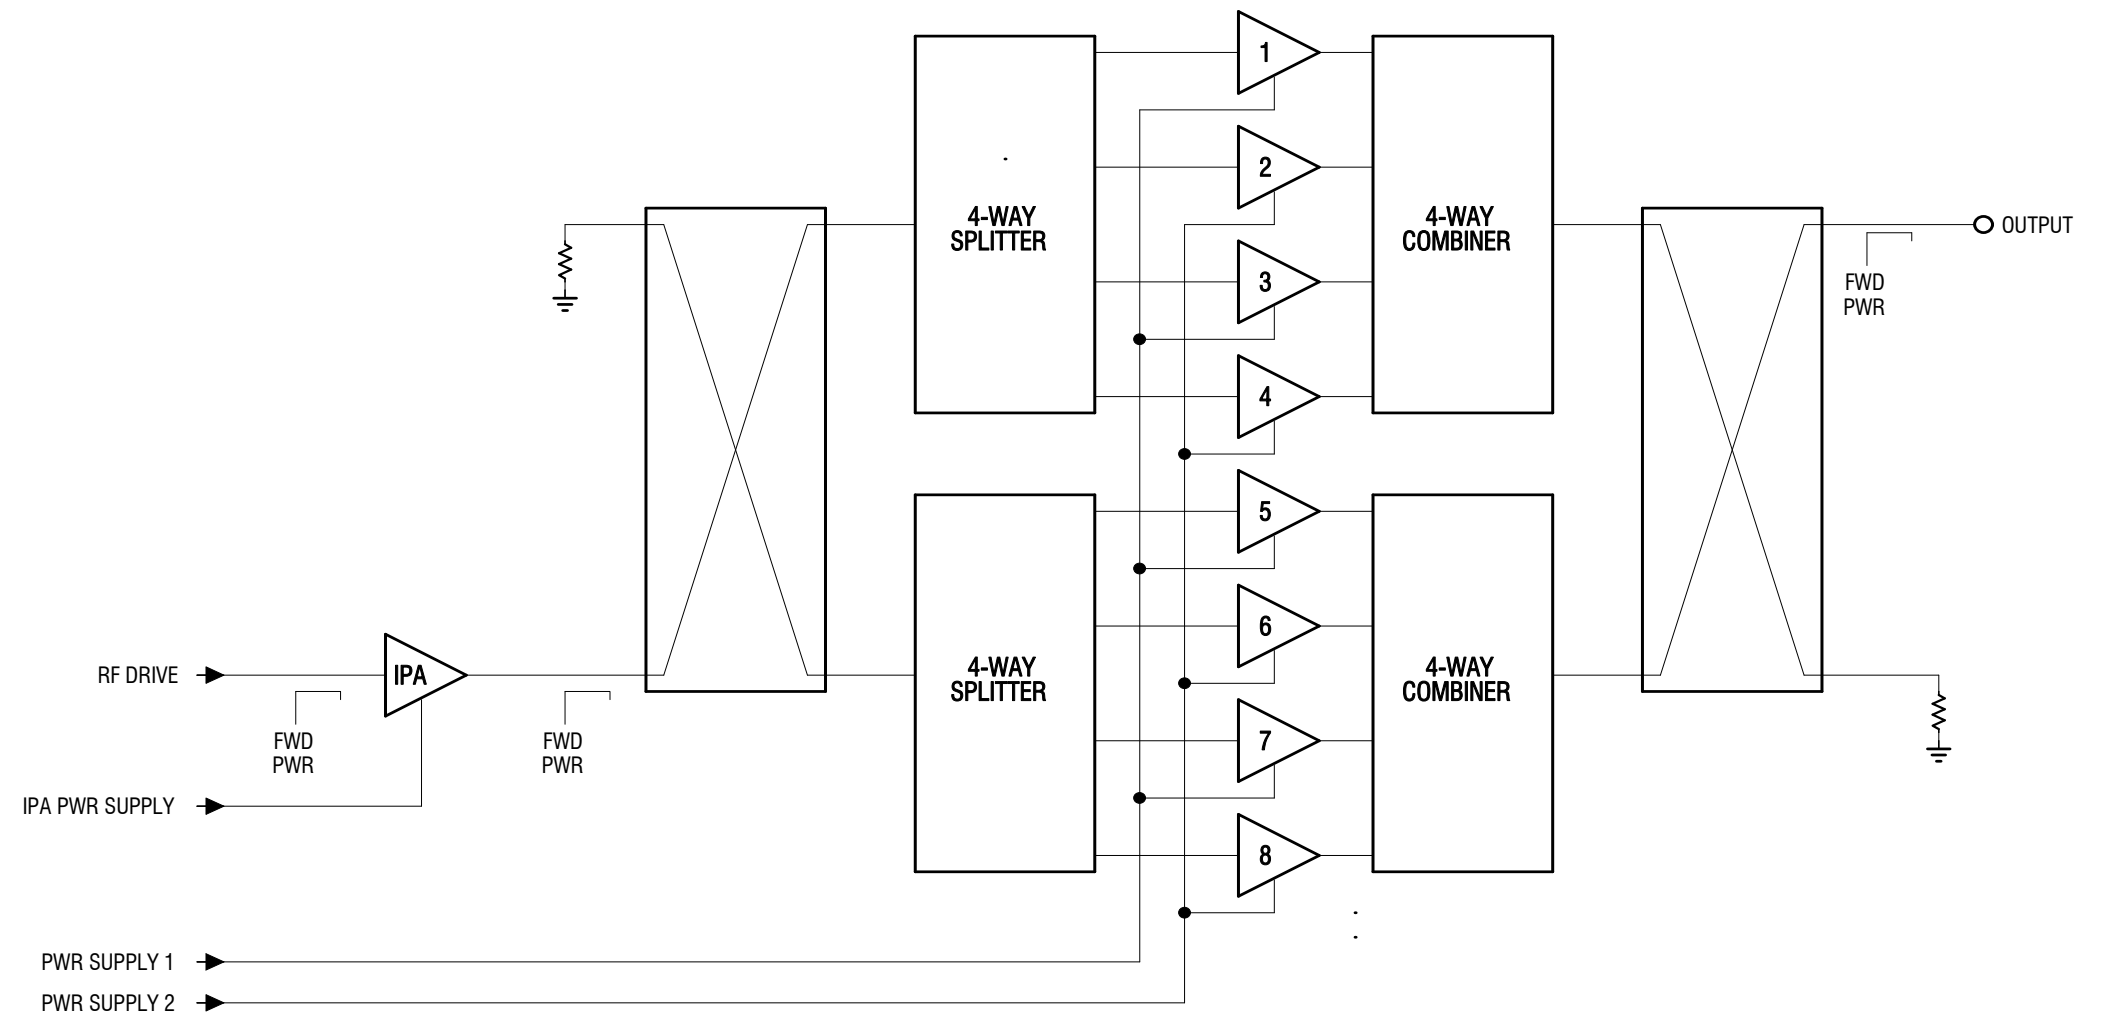 1
2
4-WAY
SPLITTER
4-WAY
COMBINER
OUTPUT
3
FWD
PWR
4
5
6
RF DRIVE
IPA
4-WAY
SPLITTER
4-WAY
COMBINER
7
FWD
PWR
FWD
PWR
IPA PWR SUPPLY
8
PWR SUPPLY 1
PWR SUPPLY 2